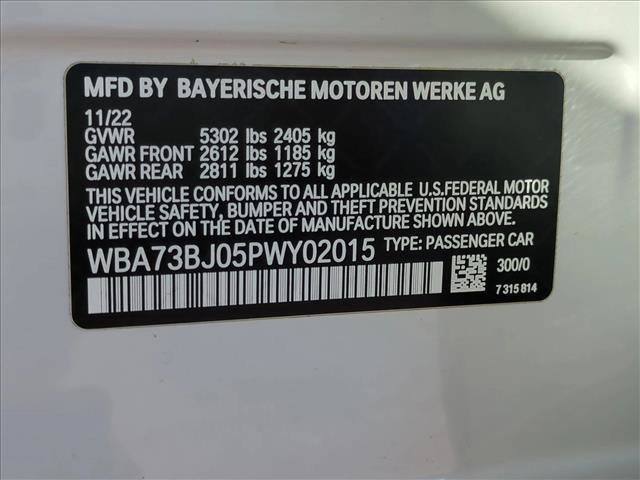 MFD BY BAYERISCHE MOTOREN WERKE AG
11/22
GVWR 5302 lbs 2405 kg
GAWR FRONT 2612 lbs 1185 kg
GAWR REAR 2811 lbs 1275 kg
THIS VEHICLE CONFORMS TO ALL APPLICABLE U.S.FEDERAL MOTOR
VEHICLE SAFETY, BUMPER, AND THEFT PREVENTION STANDARDS
IN EFFECT ON THE DATE OF MANUFACTURE SHOWN ABOVE.
WBA73BJ05PWY02015 TYPE: PASSENGER CAR
300/0
7 315 814